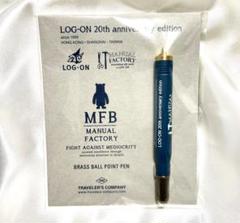 LOG-ON 20th anniversary edition
since 1999
HONG KONG • SHANGHAI • TAIWAN
LOG-ON
MANUAL
FACTORY
MFB
MANUAL
FACTORY
FIGHT AGAINST MEDIOCRITY
BRASS BALL POINT PEN
TRAVELER'S COMPANY
LOG-ON 20th anniversary edition